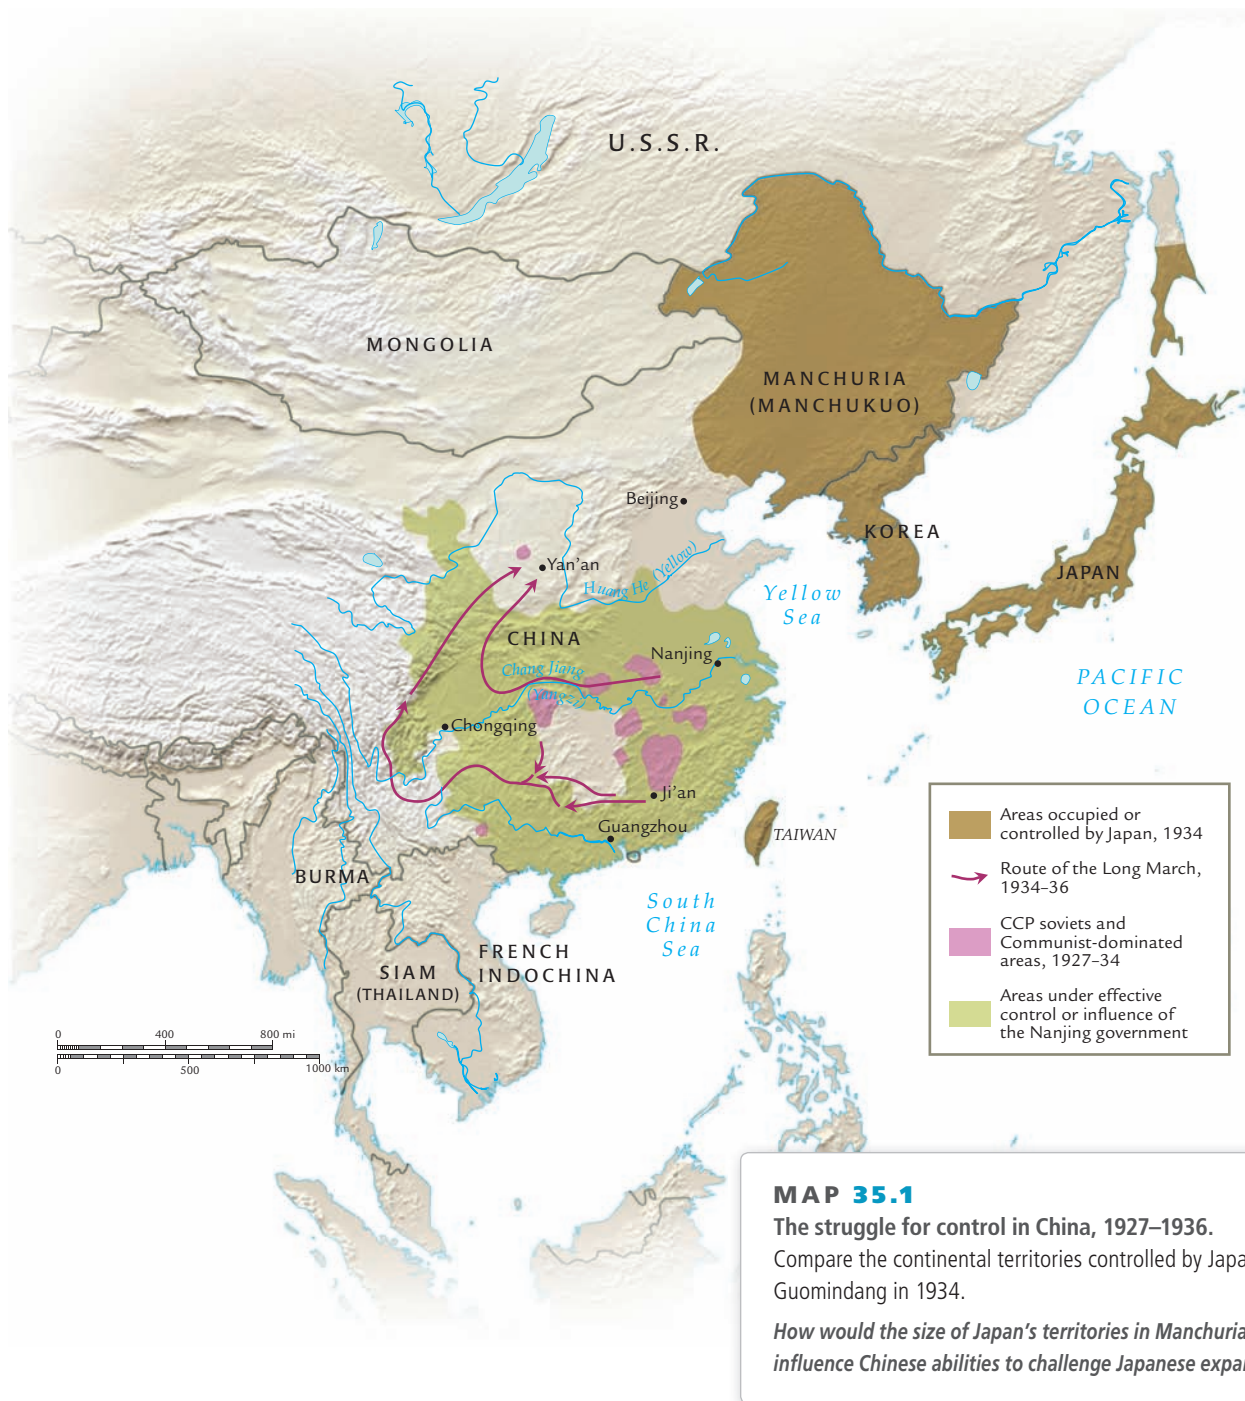 U.S.S.R.
MONGOLIA
MANCHURIA
(MANCHUKUO)
Beijing
KOREA
Yan'an
JAPAN
Huang He (Yellow)
Yellow
Sea
CHINA
Nanjing
Chang Jiang
(Yangzi)
PACIFIC
OCEAN
Chongqing
Ji'an
Guangzhou
TAIWAN
BURMA
South
China
Sea
FRENCH
INDOCHINA
SIAM
(THAILAND)
0 400 800 mi
0 500 1000 km
Areas occupied or
controlled by Japan, 1934
Route of the Long March,
1934–36
CCP soviets and
Communist-dominated
areas, 1927–34
Areas under effective
control or influence of
the Nanjing government
MAP 35.1
The struggle for control in China, 1927–1936.
Compare the continental territories controlled by Japa
Guomindang in 1934.
How would the size of Japan's territories in Manchuria
influence Chinese abilities to challenge Japanese expa